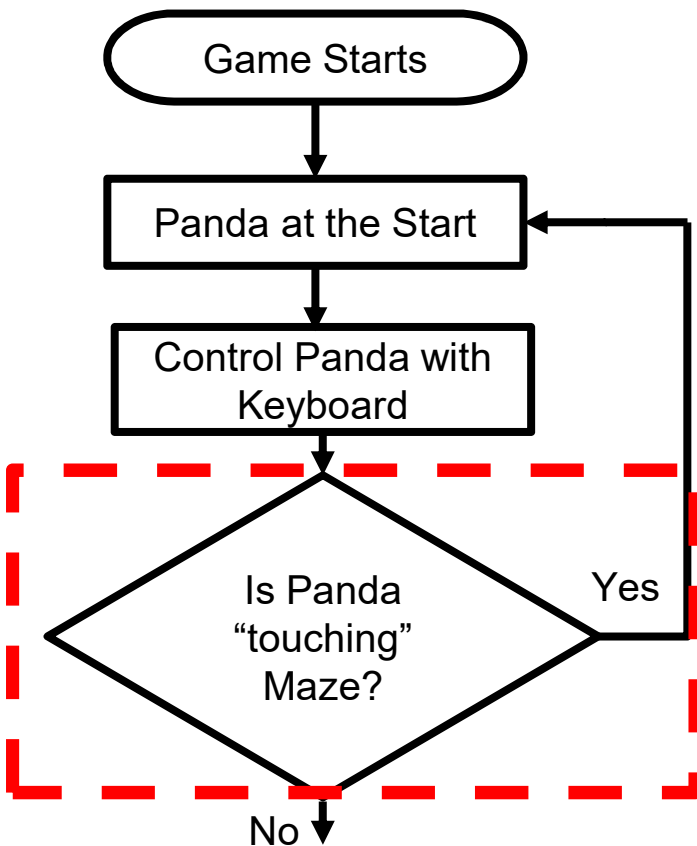 Game Starts
Panda at the Start
Control Panda with
Keyboard
Is Panda
“touching”
Maze?
Yes
No